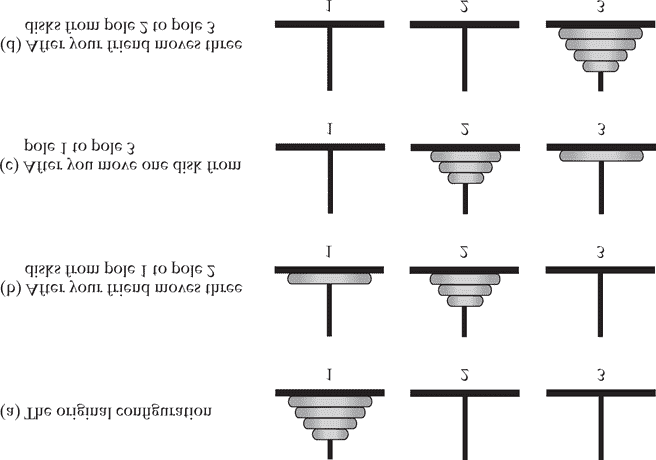 (a) The original configuration
1 2 3
(b) After your friend moves three
disks from pole 1 to pole 2
1 2 3
(c) After you move one disk from
pole 1 to pole 3
1 2 3
(d) After your friend moves three
disks from pole 2 to pole 3
1 2 3